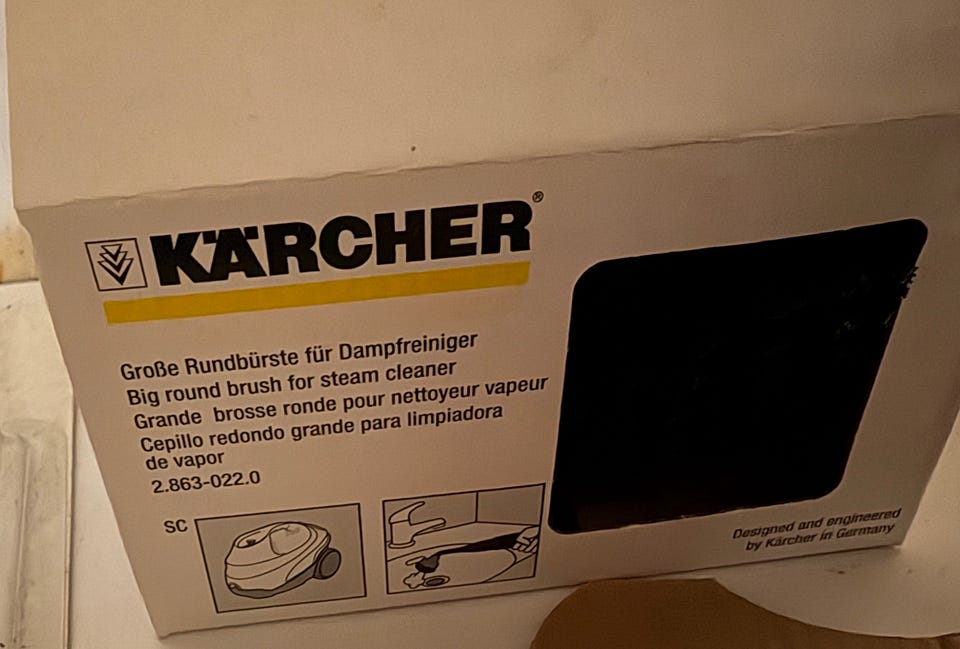 KÄRCHER®
Große Rundbürste für Dampfreiniger
Big round brush for steam cleaner
Grande brosse ronde pour nettoyeur vapeur
Cepillo redondo grande para limpiadora
de vapor
2.863-022.0
SC
Designed and engineered
by Kärcher in Germany